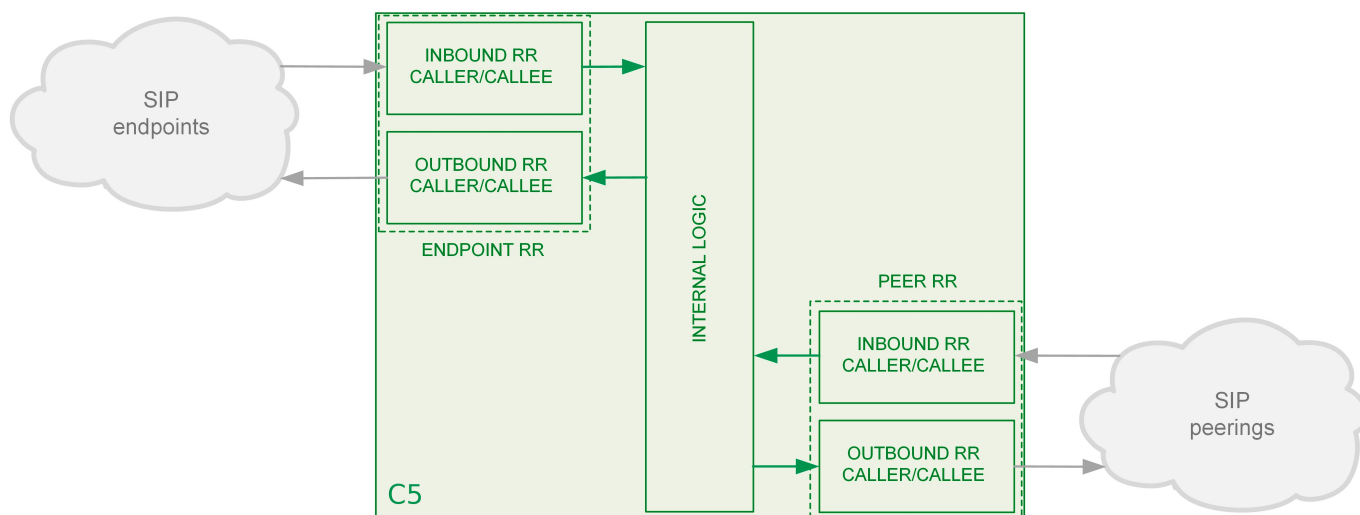 SIP
endpoints
INBOUND RR
CALLER/CALLEE
OUTBOUND RR
CALLER/CALLEE
ENDPOINT RR
INTERNAL LOGIC
PEER RR
INBOUND RR
CALLER/CALLEE
OUTBOUND RR
CALLER/CALLEE
SIP
peerings
C5